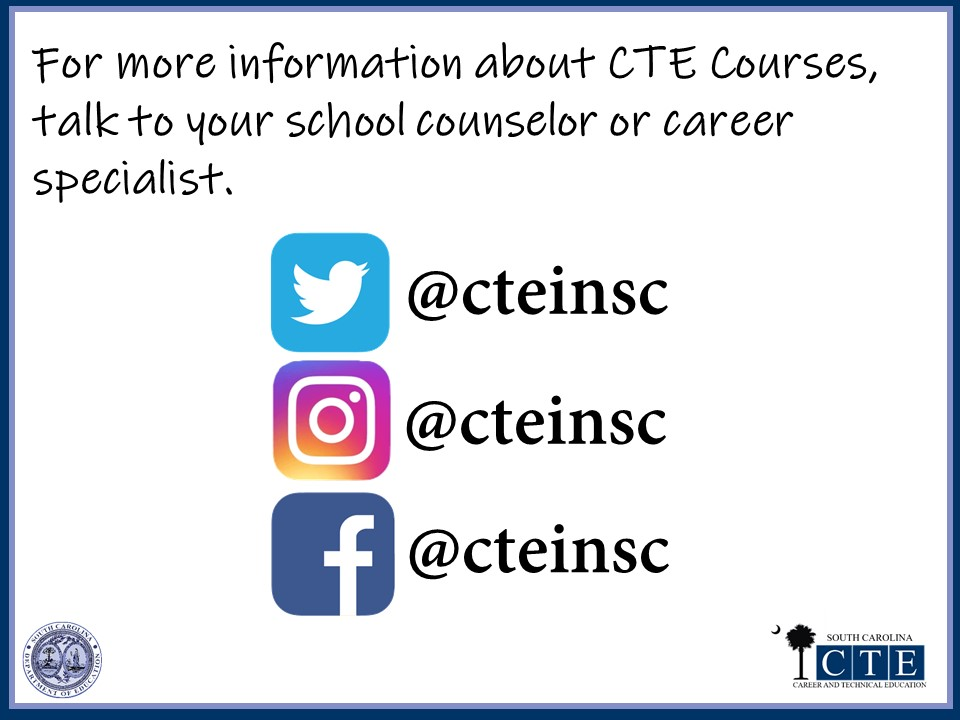 For more information about CTE Courses,
talk to your school counselor or career
specialist.
@cteinsc
@cteinsc
@cteinsc
SOUTH CAROLINA
DEPARTMENT OF EDUCATION
SOUTH CAROLINA
CTE
CAREER AND TECHNICAL EDUCATION